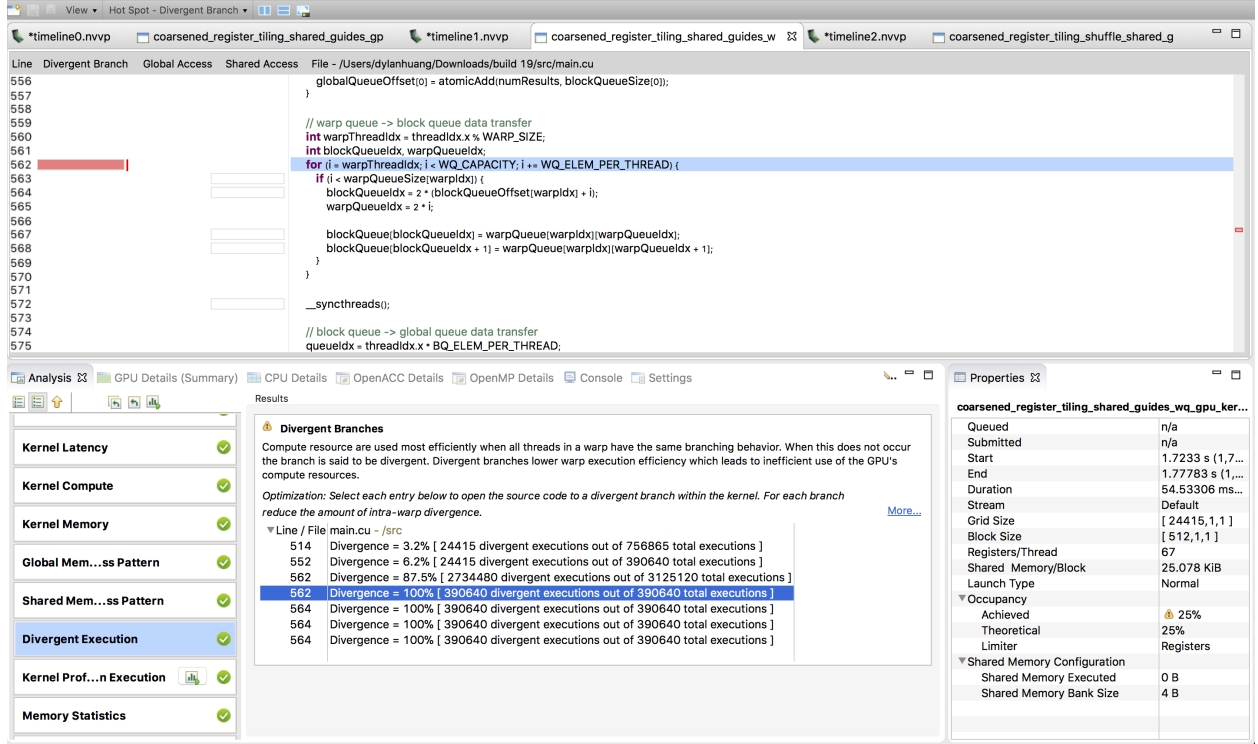 View Hot Spot - Divergent Branch
*timeline0.nvvp coarsened_register_tiling_shared_guides_gp *timeline1.nvvp coarsened_register_tiling_shared_guides_w *timeline2.nvvp coarsened_register_tiling_shuffle_shared_g
Line Divergent Branch Global Access Shared Access File - /Users/dylanhuang/Downloads/build 19/src/main.cu
556 globalQueueOffset[0] = atomicAdd(numResults, blockQueueSize[0]);
557 }
558
559 // warp queue -> block queue data transfer
560 int warpThreadIdx = threadIdx.x % WARP_SIZE;
561 int blockQueueIdx, warpQueueIdx;
562 for (i = warpThreadIdx; i < WQ_CAPACITY; i += WQ_ELEM_PER_THREAD) {
563 if (i < warpQueueSize[warpIdx]) {
564 blockQueueIdx = 2 * (blockQueueOffset[warpIdx] + i);
565 warpQueueIdx = 2 * i;
566
567 blockQueue[blockQueueIdx] = warpQueue[warpIdx][warpQueueIdx];
568 blockQueue[blockQueueIdx + 1] = warpQueue[warpIdx][warpQueueIdx + 1];
569 }
570 }
571
572 __syncthreads();
573
574 // block queue -> global queue data transfer
575 queueIdx = threadIdx.x * BQ_ELEM_PER_THREAD;
Analysis GPU Details (Summary) CPU Details OpenACC Details OpenMP Details Console Settings
Kernel Latency
Kernel Compute
Kernel Memory
Global Mem...ss Pattern
Shared Mem...ss Pattern
Divergent Execution
Kernel Prof...n Execution
Memory Statistics
Results
Divergent Branches
Compute resource are used most efficiently when all threads in a warp have the same branching behavior. When this does not occur
the branch is said to be divergent. Divergent branches lower warp execution efficiency which leads to inefficient use of the GPU's
compute resources.
Optimization: Select each entry below to open the source code to a divergent branch within the kernel. For each branch
reduce the amount of intra-warp divergence.
More...
Line / File main.cu - /src
514 Divergence = 3.2% [ 24415 divergent executions out of 756865 total executions ]
552 Divergence = 6.2% [ 24415 divergent executions out of 390640 total executions ]
562 Divergence = 87.5% [ 2734480 divergent executions out of 3125120 total executions ]
562 Divergence = 100% [ 390640 divergent executions out of 390640 total executions ]
564 Divergence = 100% [ 390640 divergent executions out of 390640 total executions ]
564 Divergence = 100% [ 390640 divergent executions out of 390640 total executions ]
564 Divergence = 100% [ 390640 divergent executions out of 390640 total executions ]
Properties
coarsened_register_tiling_shared_guides_wq_gpu_ker...
Queued n/a
Submitted n/a
Start 1.7233 s (1,7...
End 1.77783 s (1,...
Duration 54.53306 ms...
Stream Default
Grid Size [ 24415,1,1 ]
Block Size [ 512,1,1 ]
Registers/Thread 67
Shared Memory/Block 25.078 KiB
Launch Type Normal
Occupancy
Achieved 25%
Theoretical 25%
Limiter Registers
Shared Memory Configuration
Shared Memory Executed 0 B
Shared Memory Bank Size 4 B